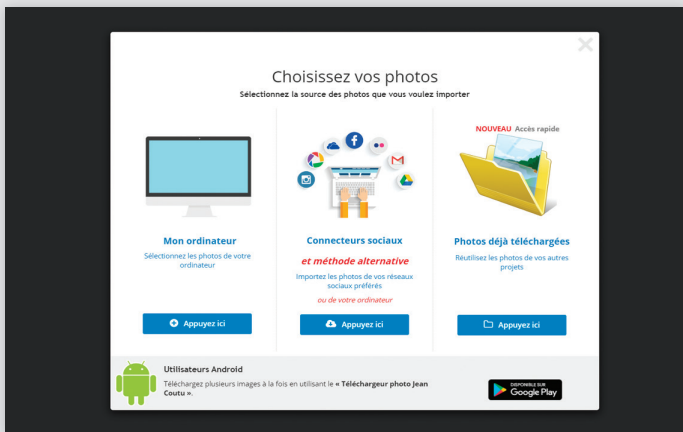 Choisissez vos photos
Sélectionnez la source des photos que vous voulez importer
NOUVEAU Accès rapide
Mon ordinateur
Sélectionnez les photos de votre
ordinateur
Appuyez ici
Connecteurs sociaux
et méthode alternative
Importez les photos de vos réseaux
sociaux préférés
ou de votre ordinateur
Appuyez ici
Photos déjà téléchargées
Réutilisez les photos de vos autres
projets
Appuyez ici
Utilisateurs Android
Téléchargez plusieurs images à la fois en utilisant le « Téléchargeur photo Jean
Coutu ».
DISPONIBLE SUR
Google Play